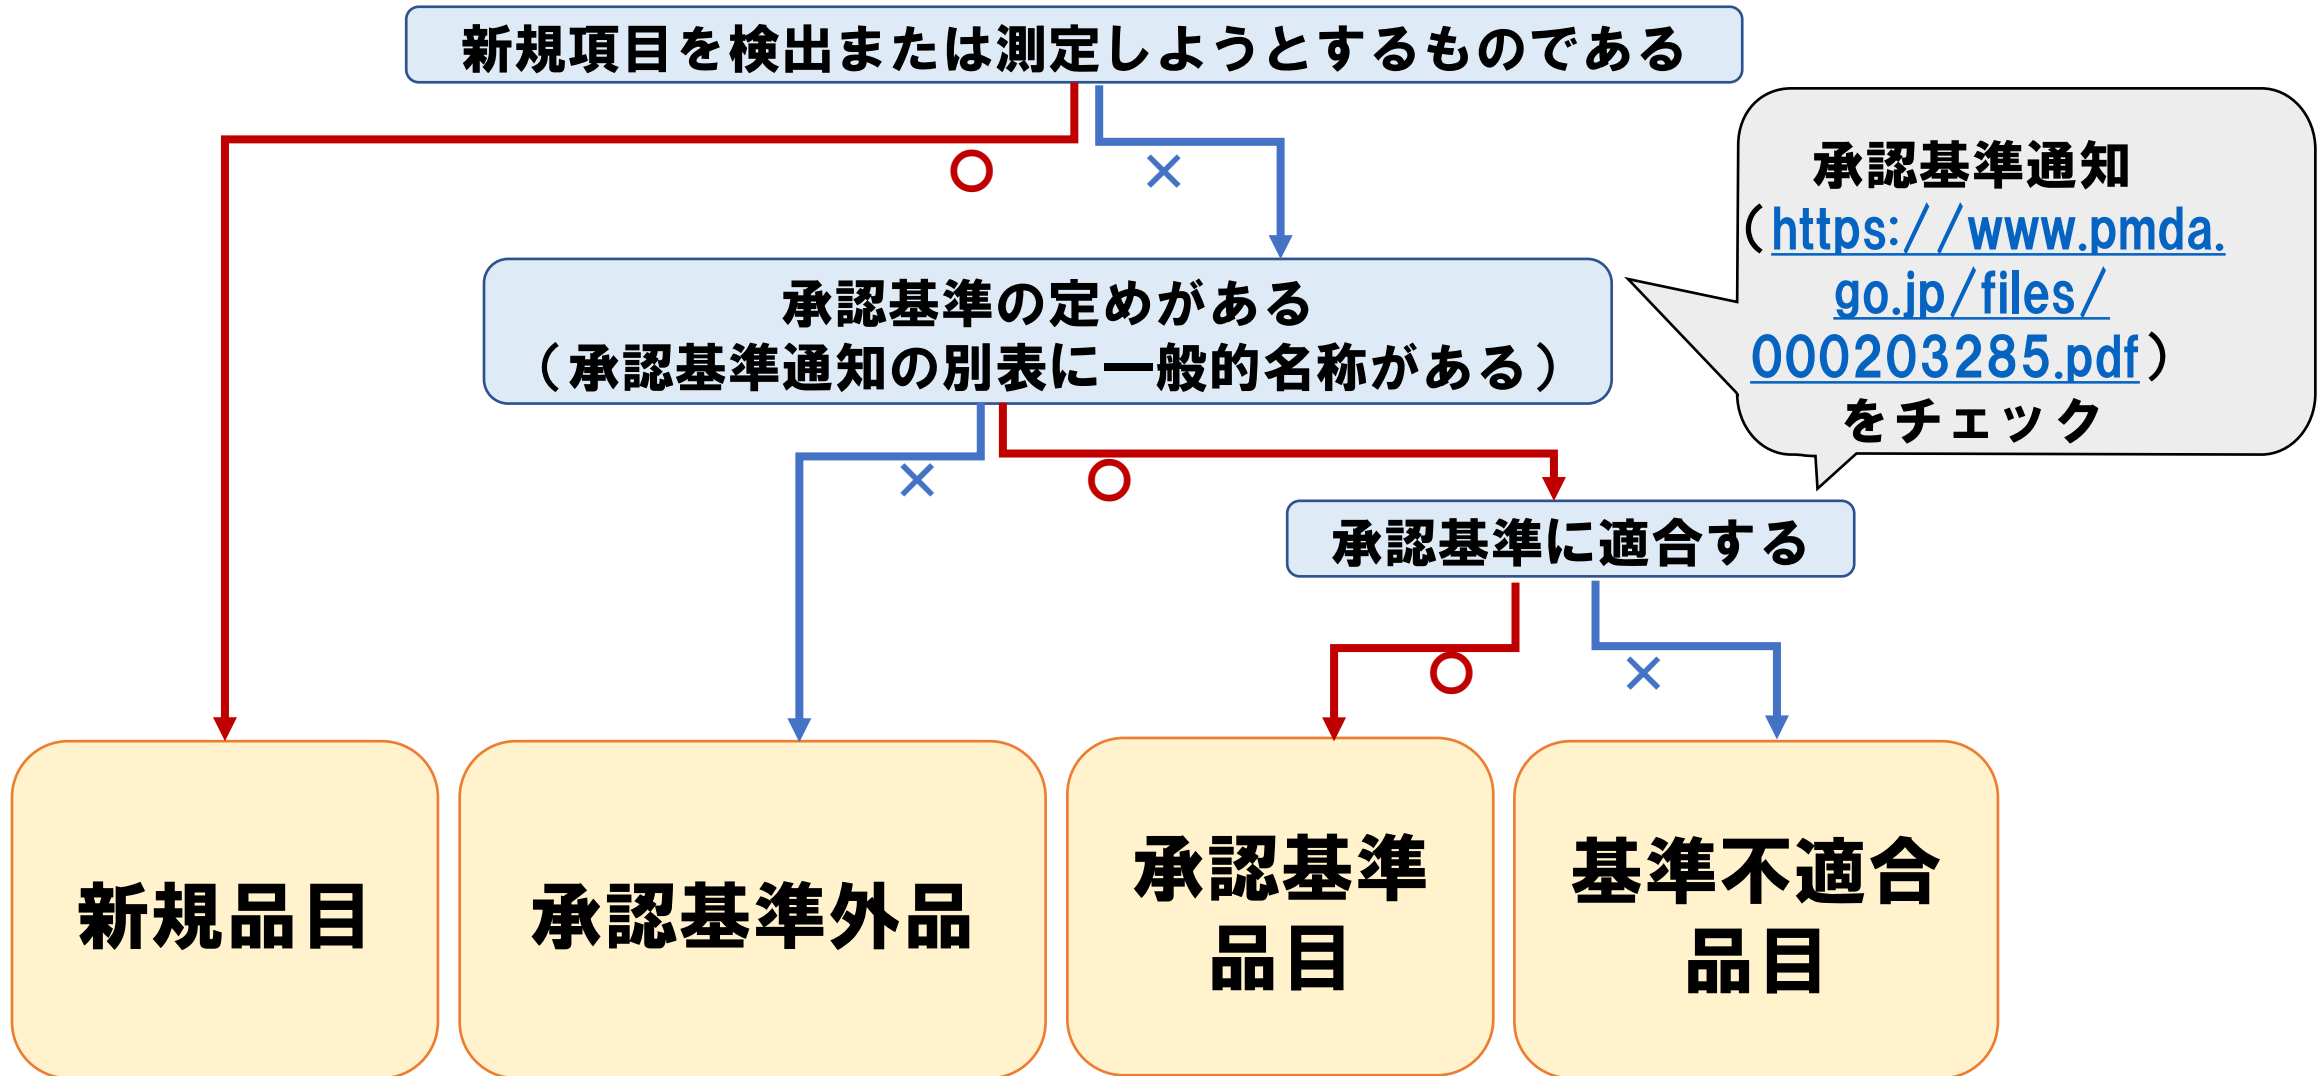 新規項目を検出または測定しようとするものである
承認基準通知
（https://www.pmda.
go.jp/files/
000203285.pdf）
をチェック
○
×
承認基準の定めがある
（承認基準通知の別表に一般的名称がある）
×
○
承認基準に適合する
○
×
新規品目
承認基準外品
承認基準
品目
基準不適合
品目